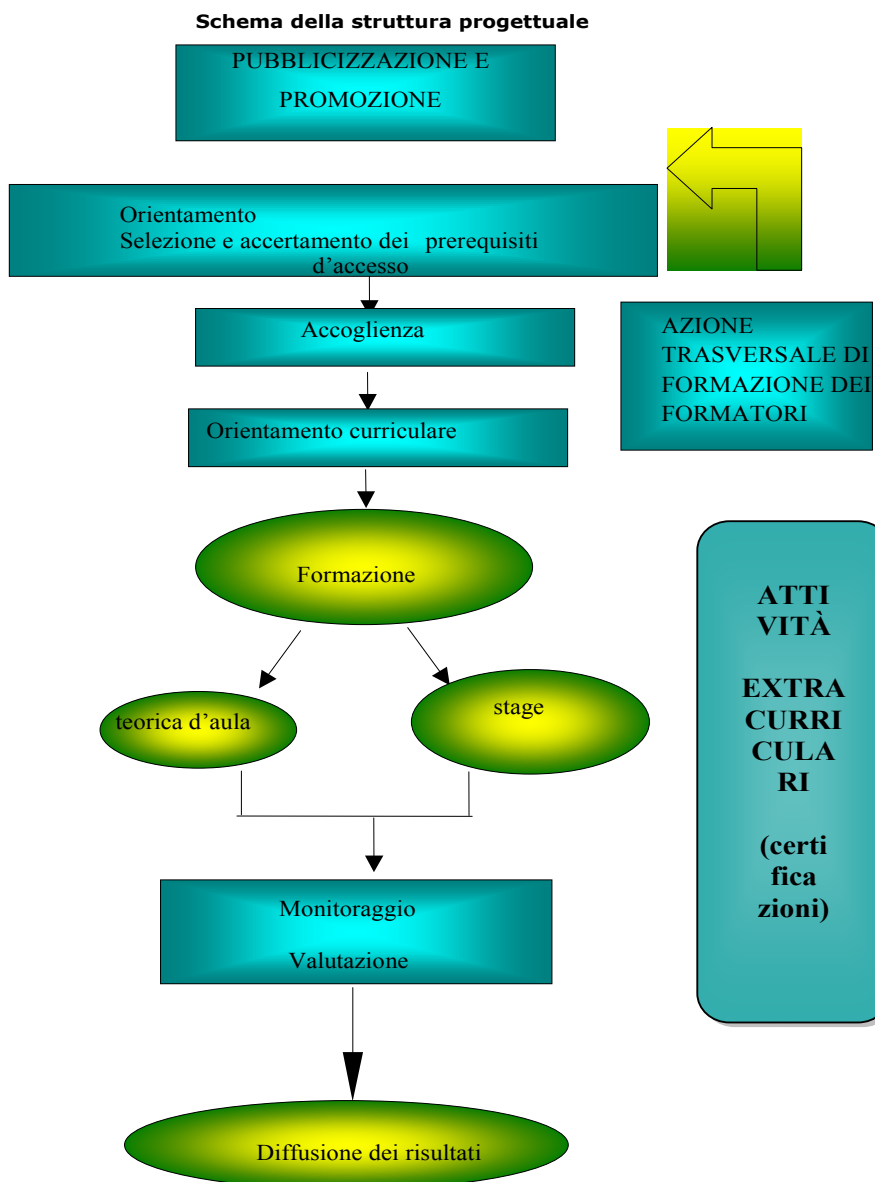 Schema della struttura progettuale
PUBBLICIZZAZIONE E
PROMOZIONE
Orientamento
Selezione e accertamento dei prerequisiti
d’accesso
Accoglienza
AZIONE
TRASVERSALE DI
FORMAZIONE DEI
FORMATORI
Orientamento curriculare
Formazione
teorica d’aula
stage
ATTI
VITÀ
EXTRA
CURRI
CULA
RI
(certi
fica
zioni)
Monitoraggio
Valutazione
Diffusione dei risultati